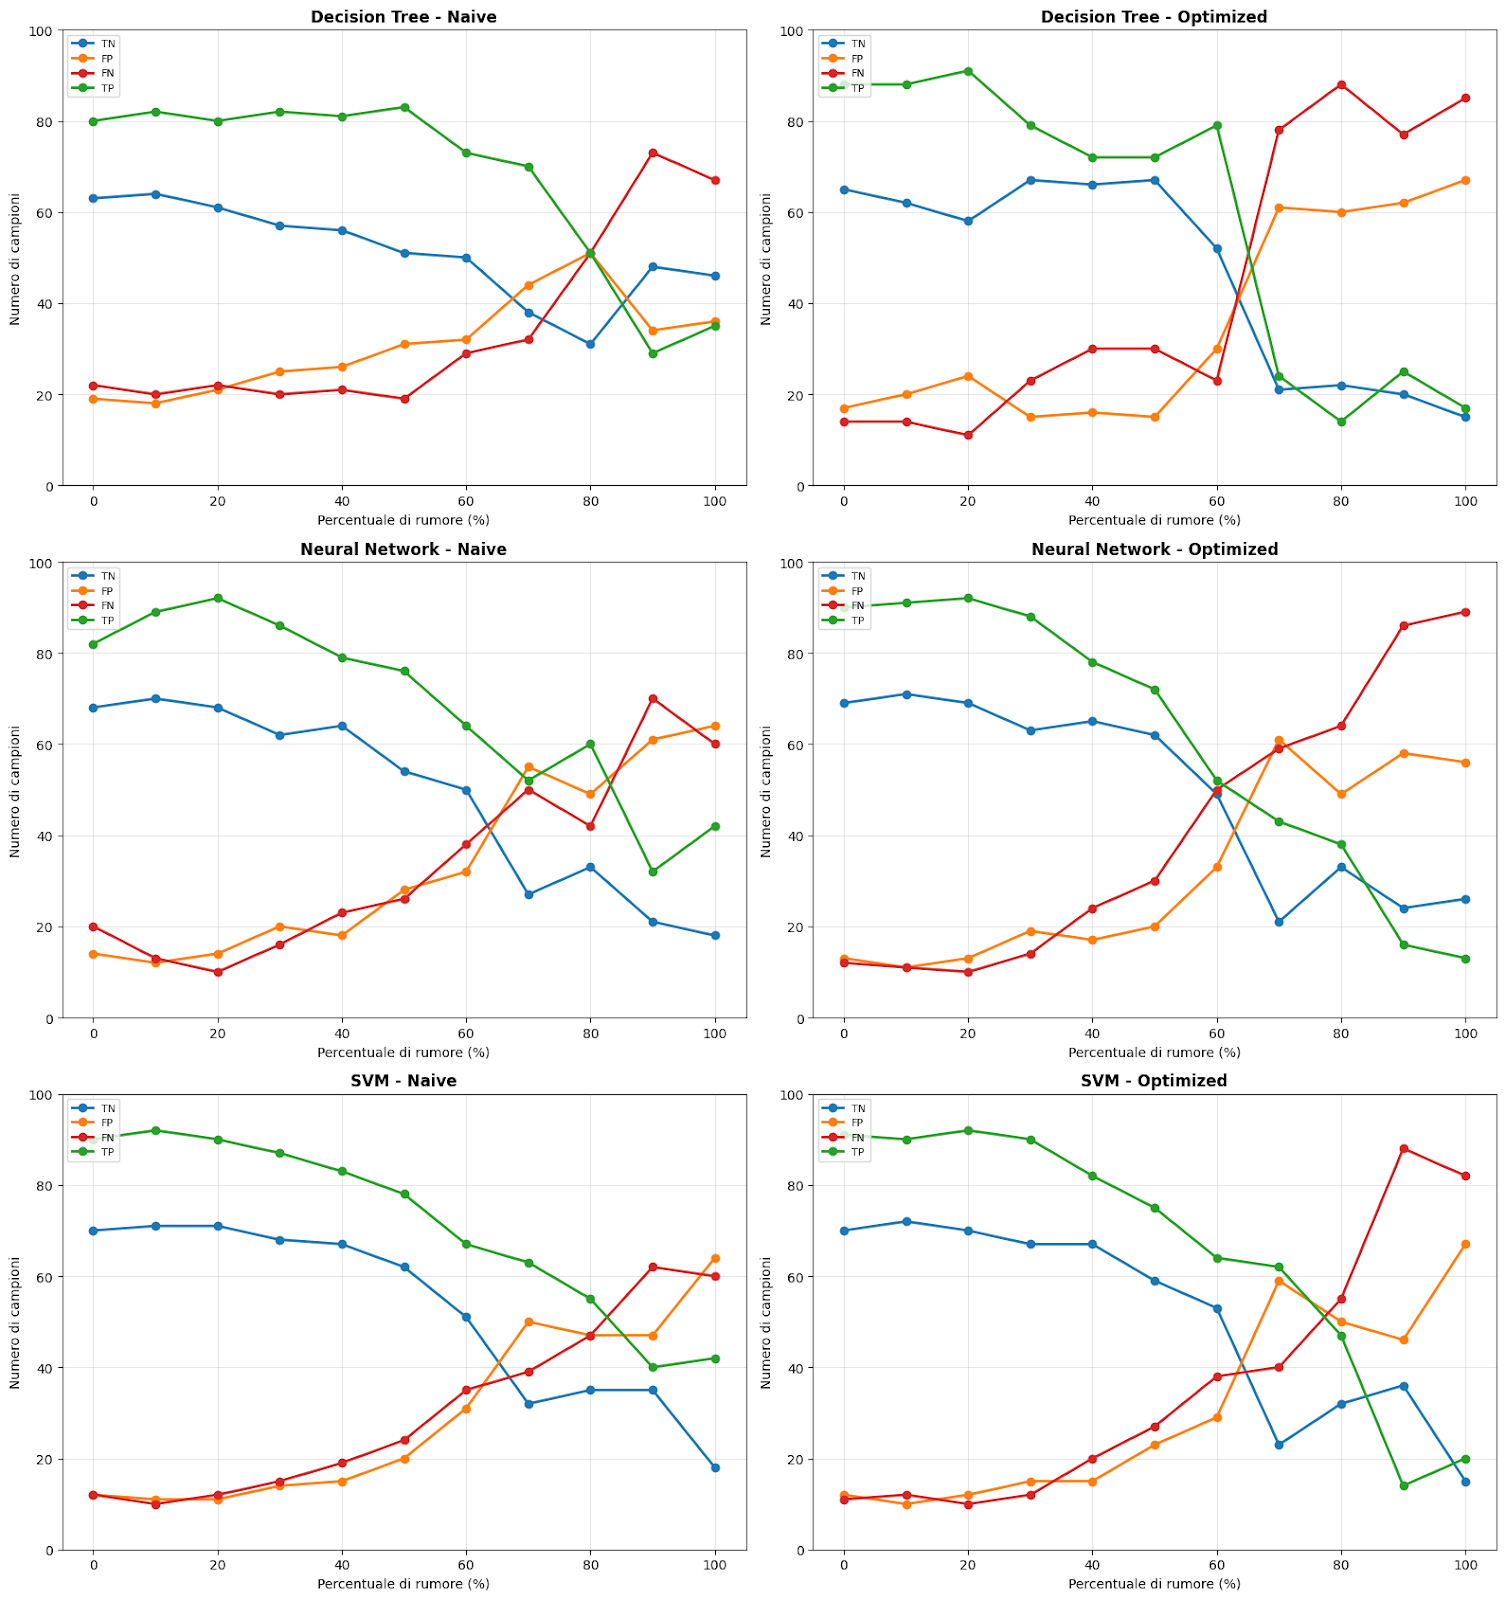 Decision Tree - Naive
100
80
60
40
20
0
Numero di campioni
TN
FP
FN
TP
0 20 40 60 80 100
Percentuale di rumore (%)
Decision Tree - Optimized
100
80
60
40
20
0
Numero di campioni
TN
FP
FN
TP
0 20 40 60 80 100
Percentuale di rumore (%)
Neural Network - Naive
100
80
60
40
20
0
Numero di campioni
TN
FP
FN
TP
0 20 40 60 80 100
Percentuale di rumore (%)
Neural Network - Optimized
100
80
60
40
20
0
Numero di campioni
TN
FP
FN
TP
0 20 40 60 80 100
Percentuale di rumore (%)
SVM - Naive
100
80
60
40
20
0
Numero di campioni
TN
FP
FN
TP
0 20 40 60 80 100
Percentuale di rumore (%)
SVM - Optimized
100
80
60
40
20
0
Numero di campioni
TN
FP
FN
TP
0 20 40 60 80 100
Percentuale di rumore (%)